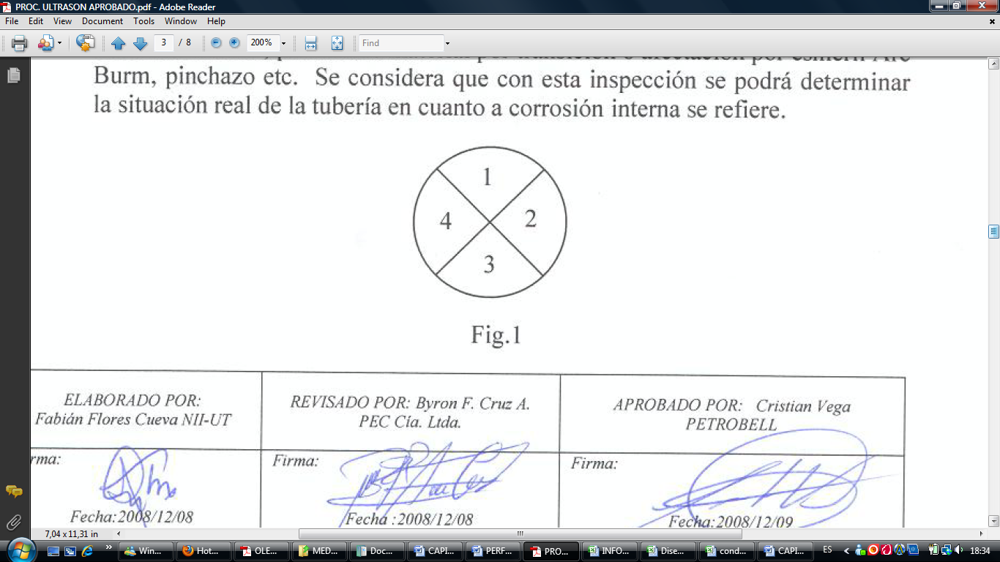 PROC. ULTRASON APROBADO.pdf - Adobe Reader
File Edit View Document Tools Window Help
3 / 8 200% Find
Burm, pinchazo etc. Se considera que con esta inspección se podrá determinar
la situación real de la tubería en cuanto a corrosión interna se refiere.
1
4 2
3
Fig.1
ELABORADO POR:
Fabián Flores Cueva NII-UT
REVISADO POR: Byron F. Cruz A.
PEC Cía. Ltda.
APROBADO POR: Cristian Vega
PETROBELL
rma:
Fecha:2008/12/08
Firma:
Fecha :2008/12/08
Firma:
Fecha:2008/12/09
7,04 x 11,31 in
Win... Hot... OLE... MED... Doc... CAPI... PERF... PRO... INFO... Dise... cond... CAPI... ES 18:34